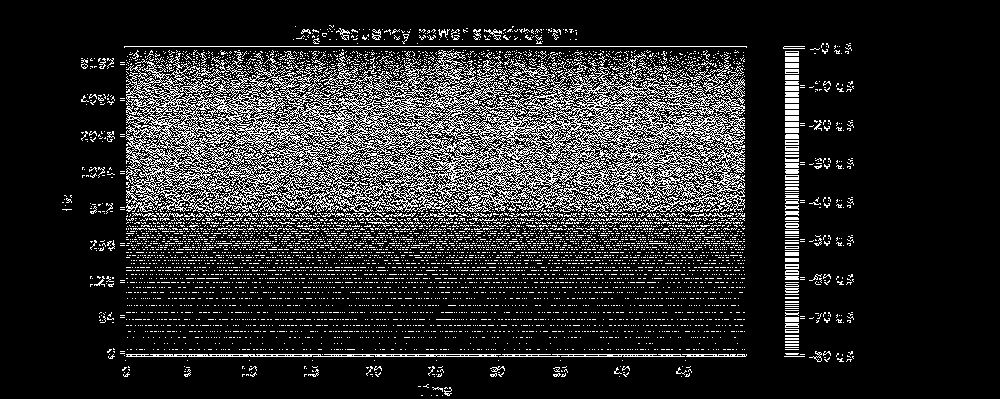 Log-frequency power spectrogram
8192
4096
2048
1024
512
256
128
64
0
Hz
0
5
10
15
20
25
30
35
40
45
Time
+0 dB
-10 dB
-20 dB
-30 dB
-40 dB
-50 dB
-60 dB
-70 dB
-80 dB